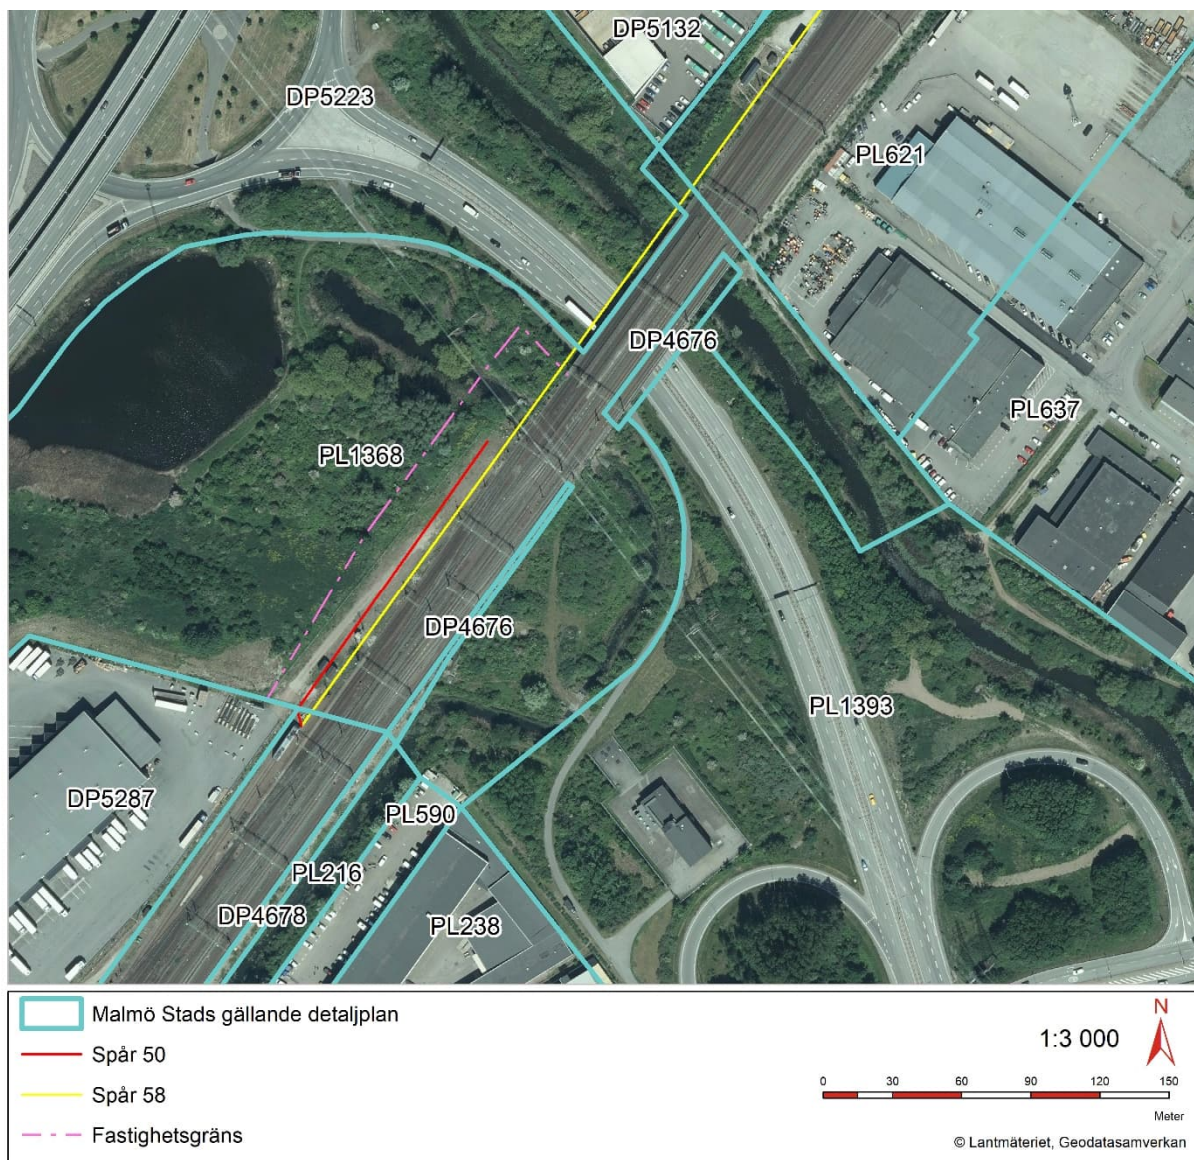 DP5132
DP5223
PL621
DP4676
PL637
PL1368
DP4676
PL1393
DP5287
PL590
PL216
DP4678
PL238
Malmö Stads gällande detaljplan
Spår 50
Spår 58
Fastighetsgräns
1:3 000
N
0 30 60 90 120 150
Meter
© Lantmäteriet, Geodatasamverkan